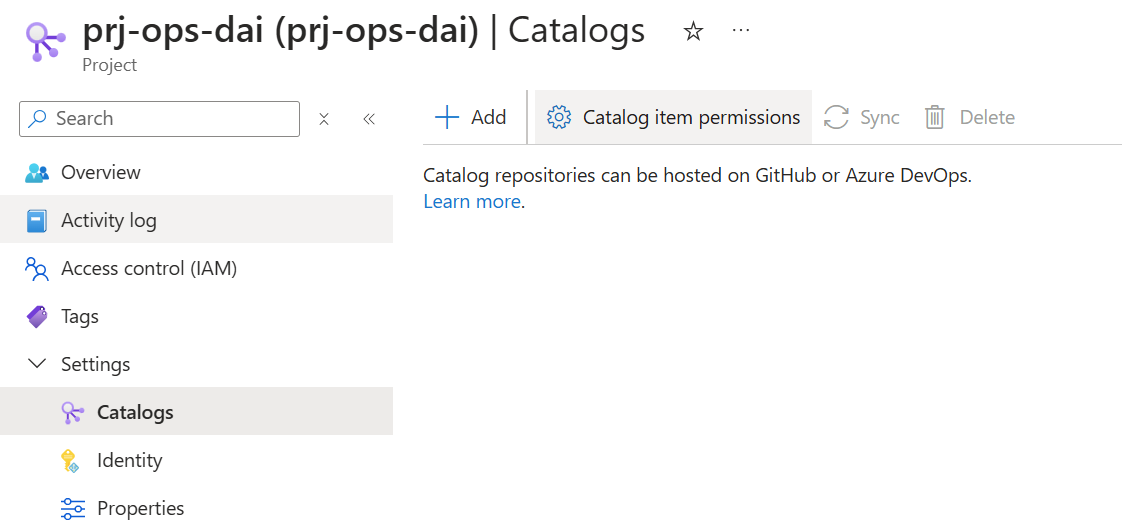 prj-ops-dai (prj-ops-dai) | Catalogs
Project
Search
Add
Catalog item permissions
Sync
Delete
Catalog repositories can be hosted on GitHub or Azure DevOps.
Learn more.
Overview
Activity log
Access control (IAM)
Tags
Settings
Catalogs
Identity
Properties